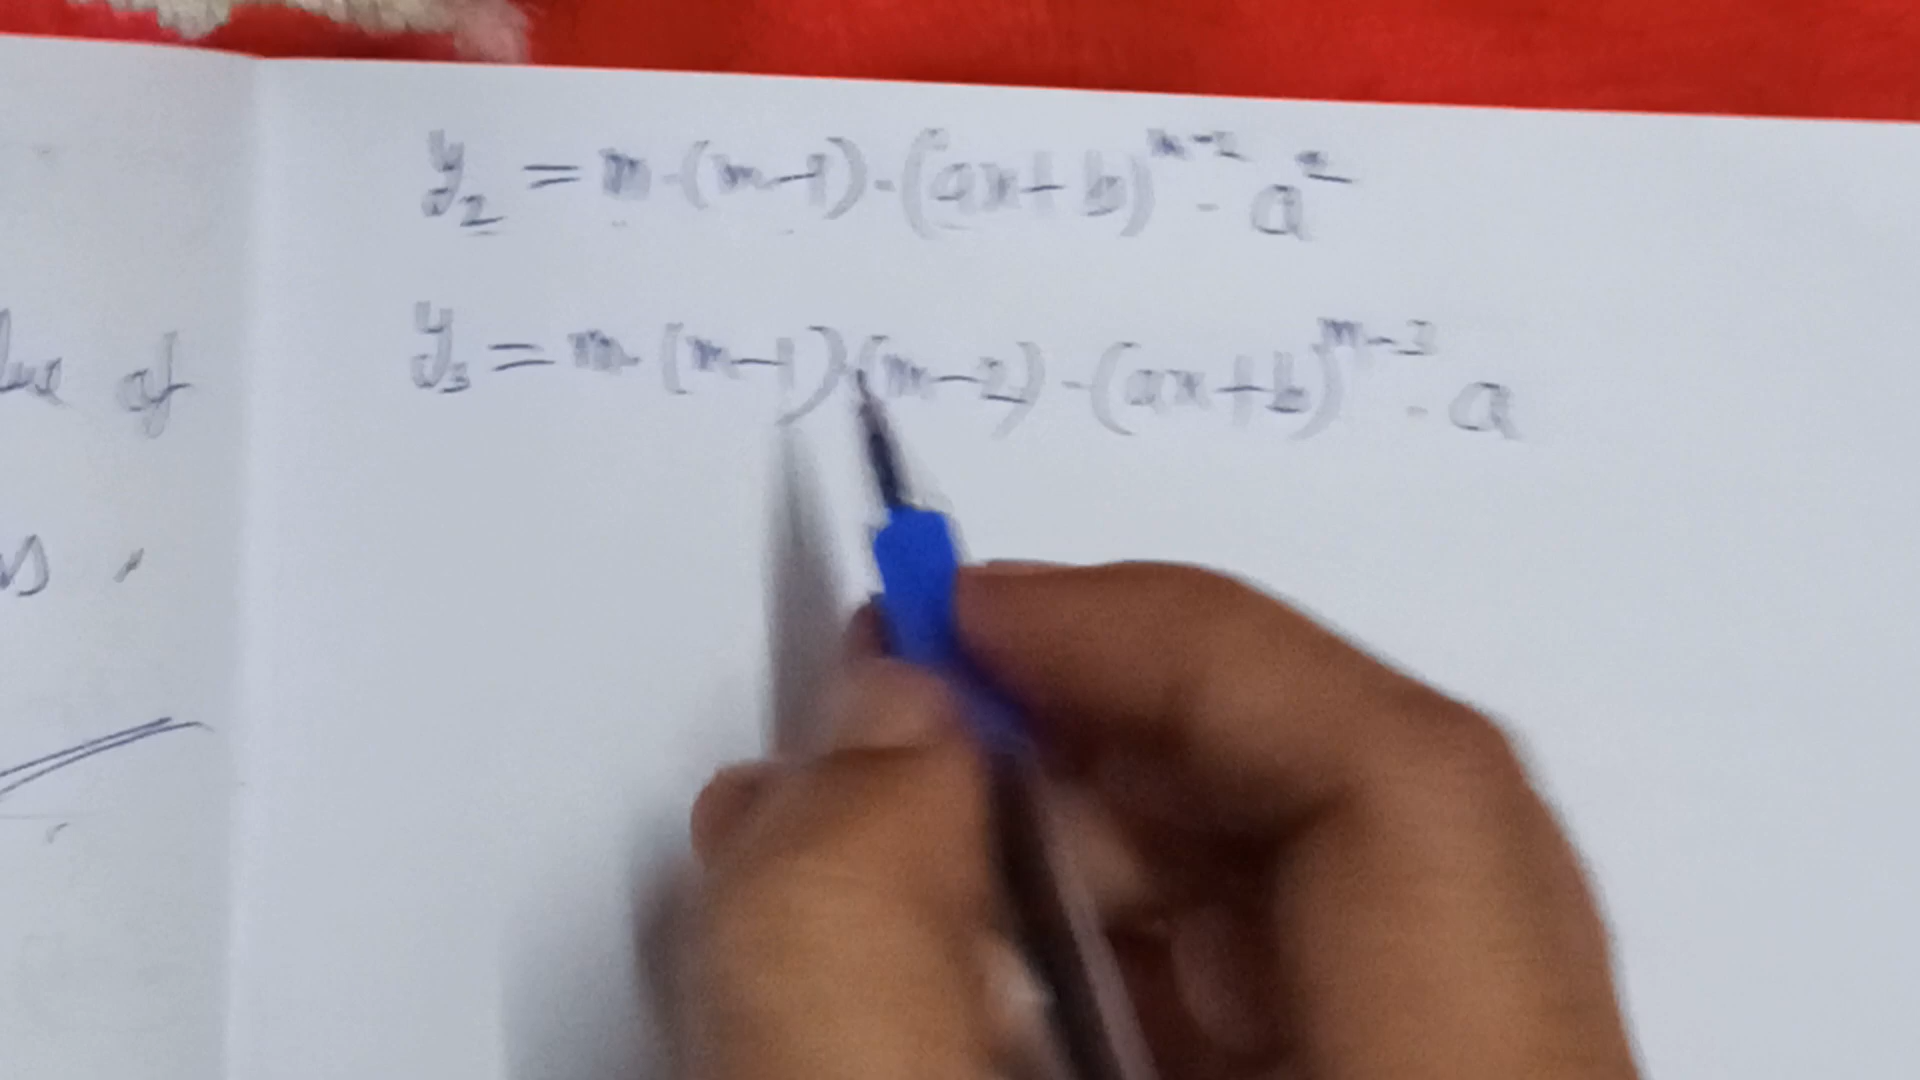 y₂ = m·(m-1)·(ax+b)^{m-2}·a²
y₃ = m·(m-1)·(m-2)·(ax+b)^{m-3}·a
of